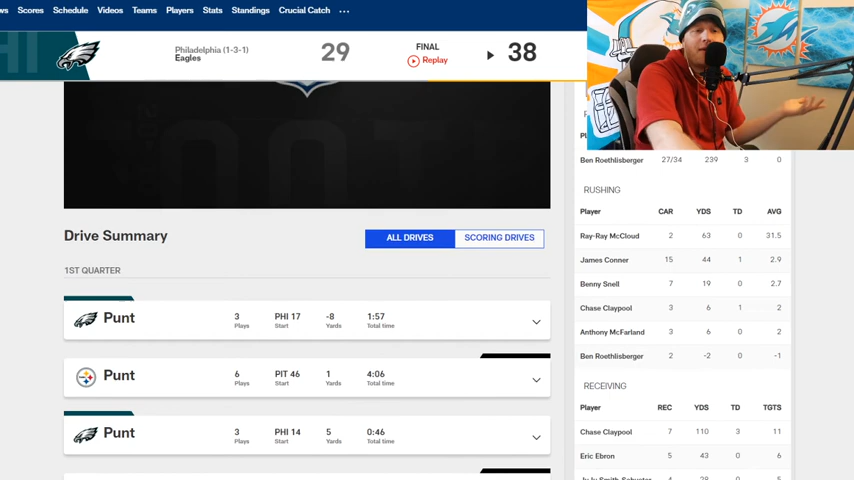 ws Scores Schedule Videos Teams Players Stats Standings Crucial Catch ...
Philadelphia (1-3-1)
Eagles
29
FINAL
Replay
38
Ben Roethlisberger 27/34 239 3 0
RUSHING
Player CAR YDS TD AVG
Ray-Ray McCloud 2 63 0 31.5
James Conner 15 44 1 2.9
Benny Snell 7 19 0 2.7
Chase Claypool 3 6 1 2
Anthony McFarland 3 6 0 2
Ben Roethlisberger 2 -2 0 -1
RECEIVING
Player REC YDS TD TGTS
Chase Claypool 7 110 3 11
Eric Ebron 5 43 0 6
Drive Summary
ALL DRIVES SCORING DRIVES
1ST QUARTER
Punt 3 PHI 17 -8 1:57
Plays Start Yards Total time
Punt 6 PIT 46 1 4:06
Plays Start Yards Total time
Punt 3 PHI 14 5 0:46
Plays Start Yards Total time